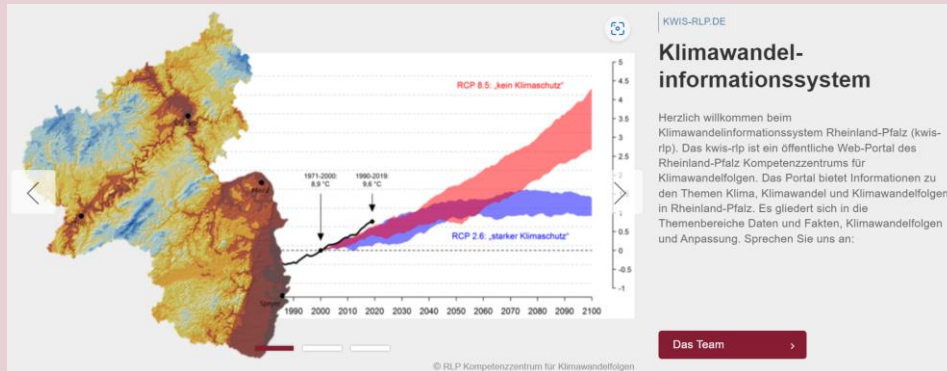 KWIS-RLP.DE
Klimawandel-
informationssystem
Herzlich willkommen beim
Klimawandelinformationssystem Rheinland-Pfalz (kwis-
rlp). Das kwis-rlp ist ein öffentliche Web-Portal des
Rheinland-Pfalz Kompetenzzentrums für
Klimawandelfolgen. Das Portal bietet Informationen zu
den Themen Klima, Klimawandel und Klimawandelfolgen
in Rheinland-Pfalz. Es gliedert sich in die
Themenbereiche Daten und Fakten, Klimawandelfolgen
und Anpassung. Sprechen Sie uns an:
Das Team
RCP 8.5: „kein Klimaschutz"
1971-2000:
8,9 °C
1990-2019:
9,6 °C
RCP 2.6: „starker Klimaschutz"
5
4.5
4
3.5
3
2.5
2
1.5
1
0.5
0
-0.5
-1
1990 2000 2010 2020 2030 2040 2050 2060 2070 2080 2090 2100
Speyer
© RLP Kompetenzzentrum für Klimawandelfolgen